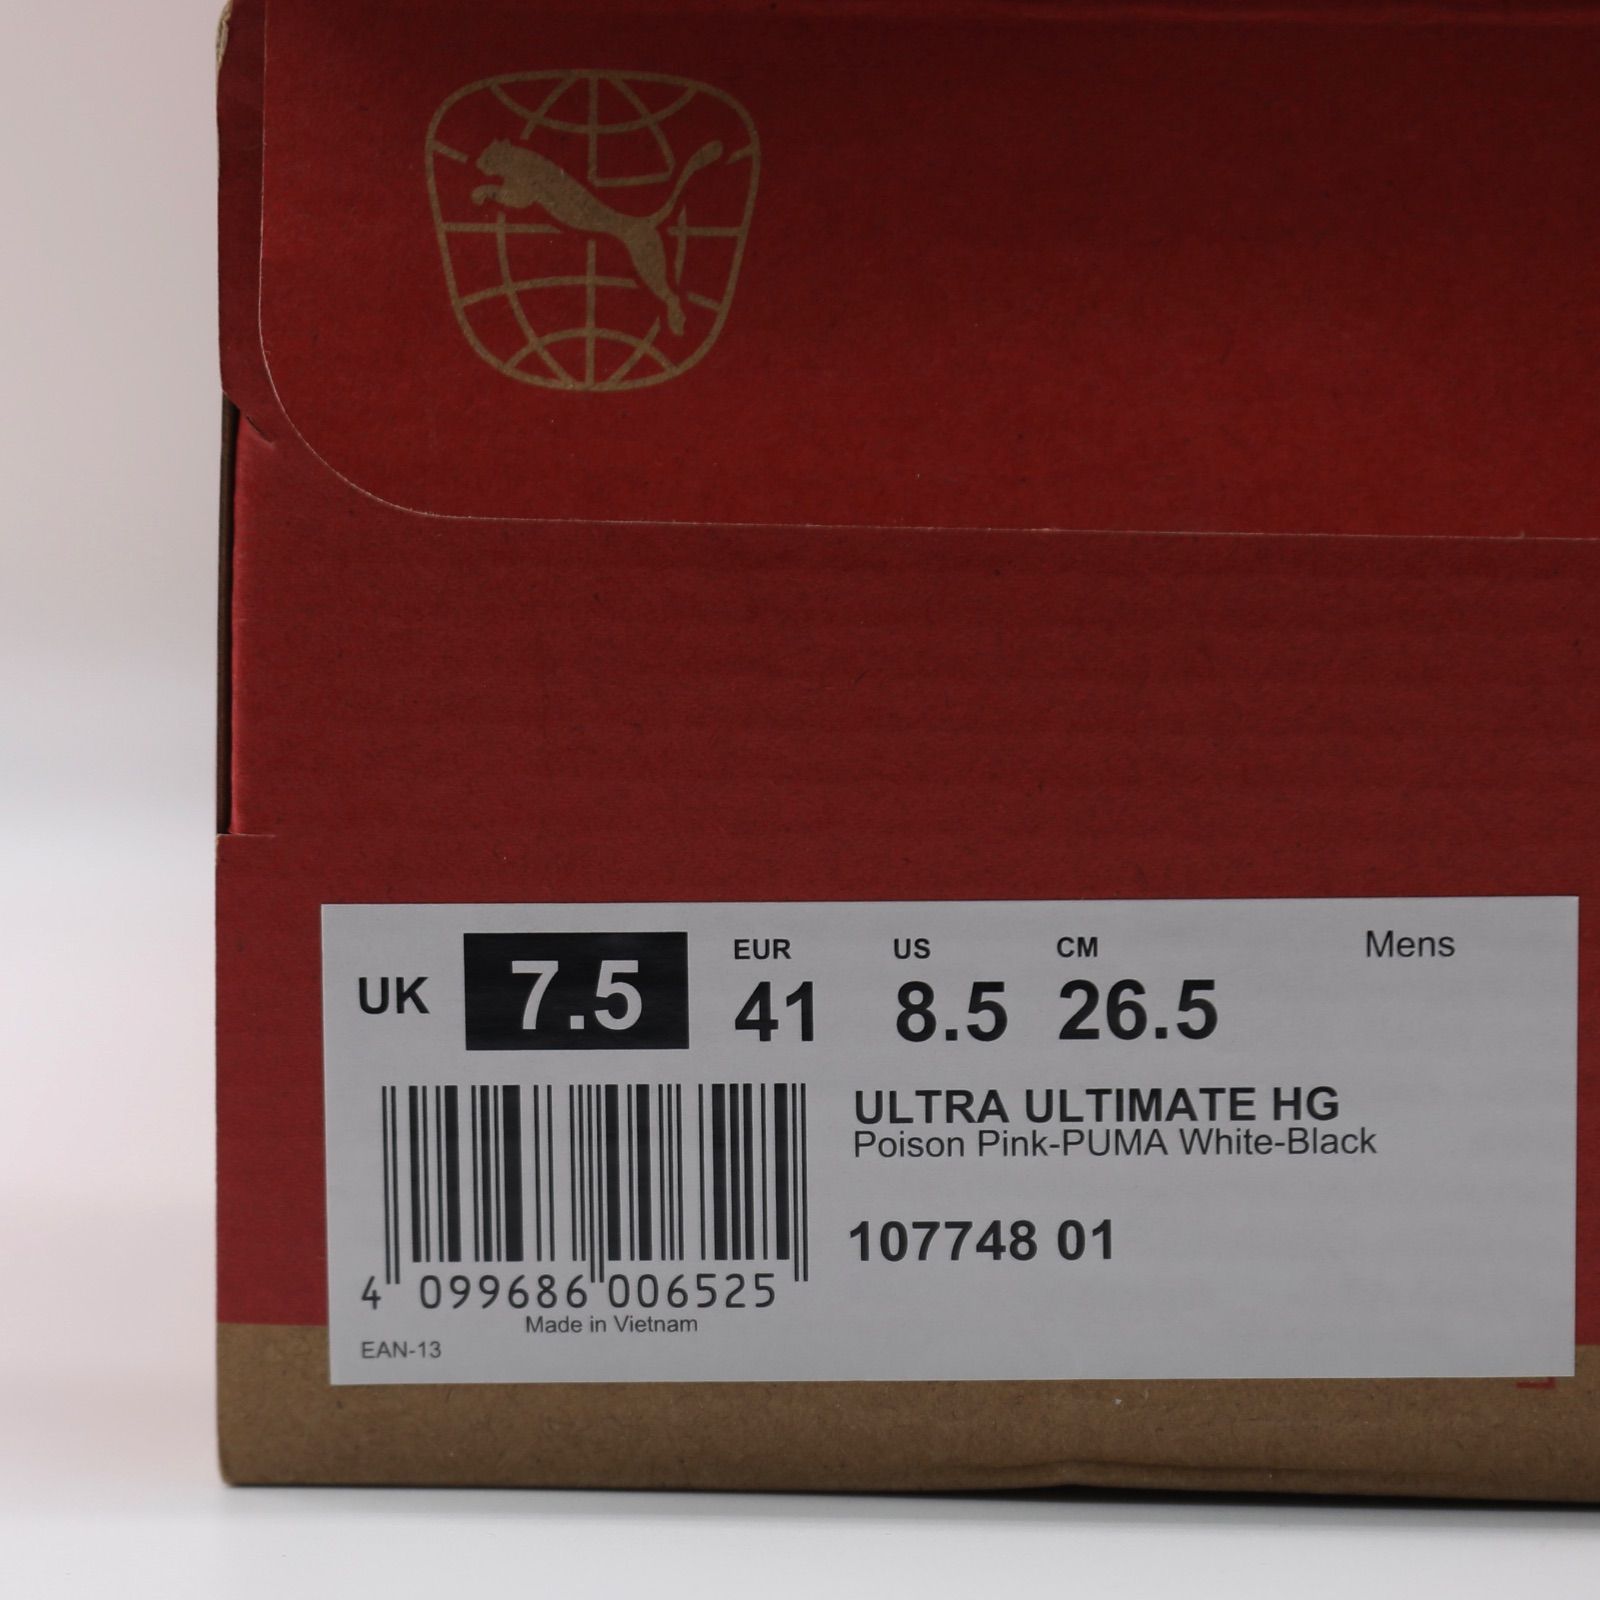 EUR US CM Mens
UK 7.5 41 8.5 26.5
ULTRA ULTIMATE HG
Poison Pink-PUMA White-Black
107748 01
4 099686 006525
Made in Vietnam
EAN-13